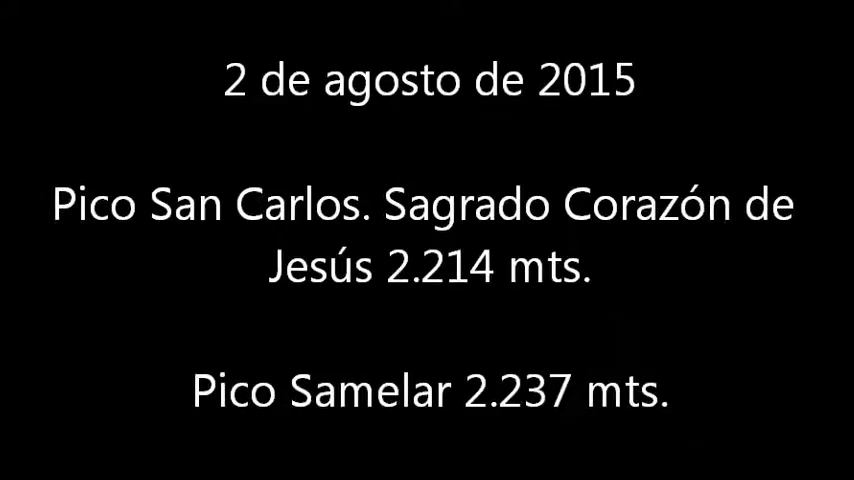 2 de agosto de 2015
Pico San Carlos. Sagrado Corazón de
Jesús 2.214 mts.
Pico Samelar 2.237 mts.